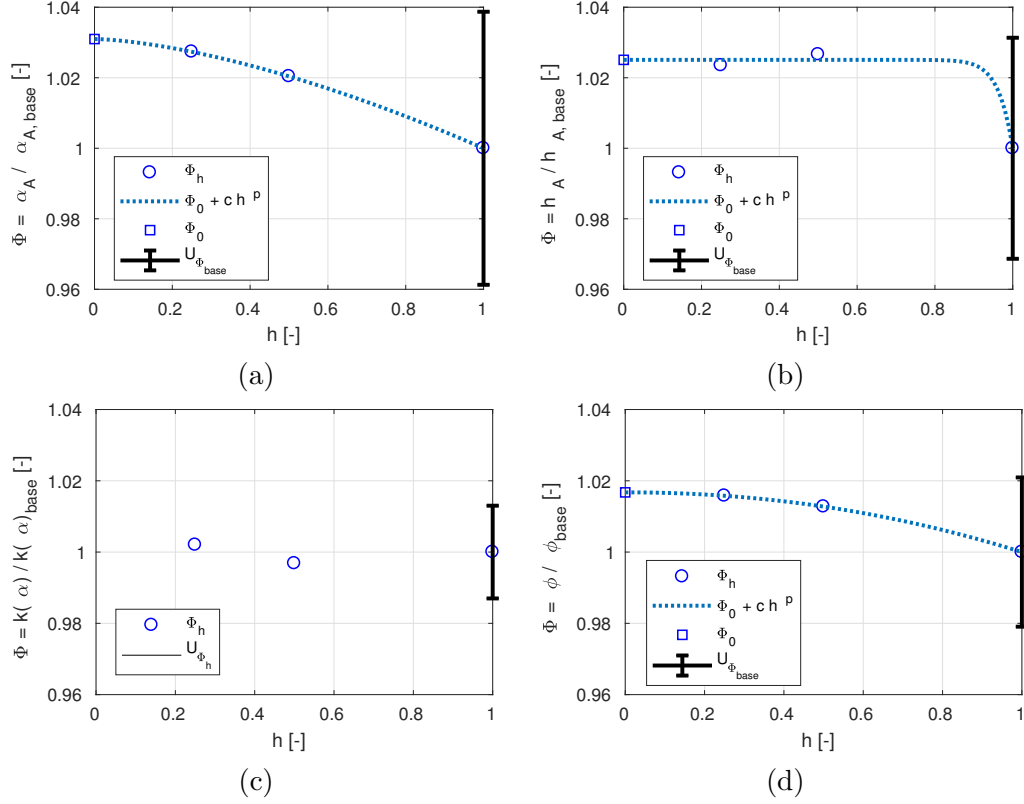 1.04
1.02
1
0.98
0.96
0
0.2
0.4
0.6
0.8
1
h [-]
Φ = α_A / α_A, base [-]
Φ_h
Φ_0 + c h^p
Φ_0
U_Φ_base
(a)
1.04
1.02
1
0.98
0.96
0
0.2
0.4
0.6
0.8
1
h [-]
Φ = h_A / h_A, base [-]
Φ_h
Φ_0 + c h^p
Φ_0
U_Φ_base
(b)
1.04
1.02
1
0.98
0.96
0
0.2
0.4
0.6
0.8
1
h [-]
Φ = k( α) / k( α)_base [-]
Φ_h
U_Φ_h
(c)
1.04
1.02
1
0.98
0.96
0
0.2
0.4
0.6
0.8
1
h [-]
Φ = ϕ / ϕ_base [-]
Φ_h
Φ_0 + c h^p
Φ_0
U_Φ_base
(d)